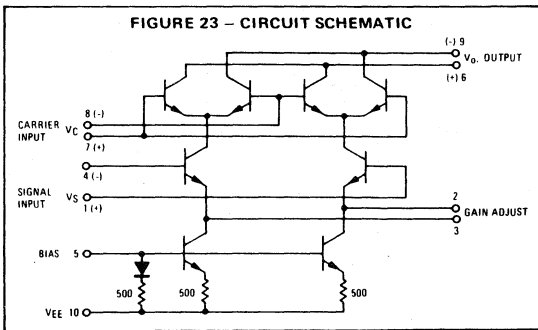 FIGURE 23 – CIRCUIT SCHEMATIC
(-) 9
Vo, OUTPUT
(+) 6
8 (-)
CARRIER INPUT VC
7 (+)
4 (-)
SIGNAL INPUT VS
1 (+)
2
GAIN ADJUST
3
BIAS 5
500 500 500
VEE 10